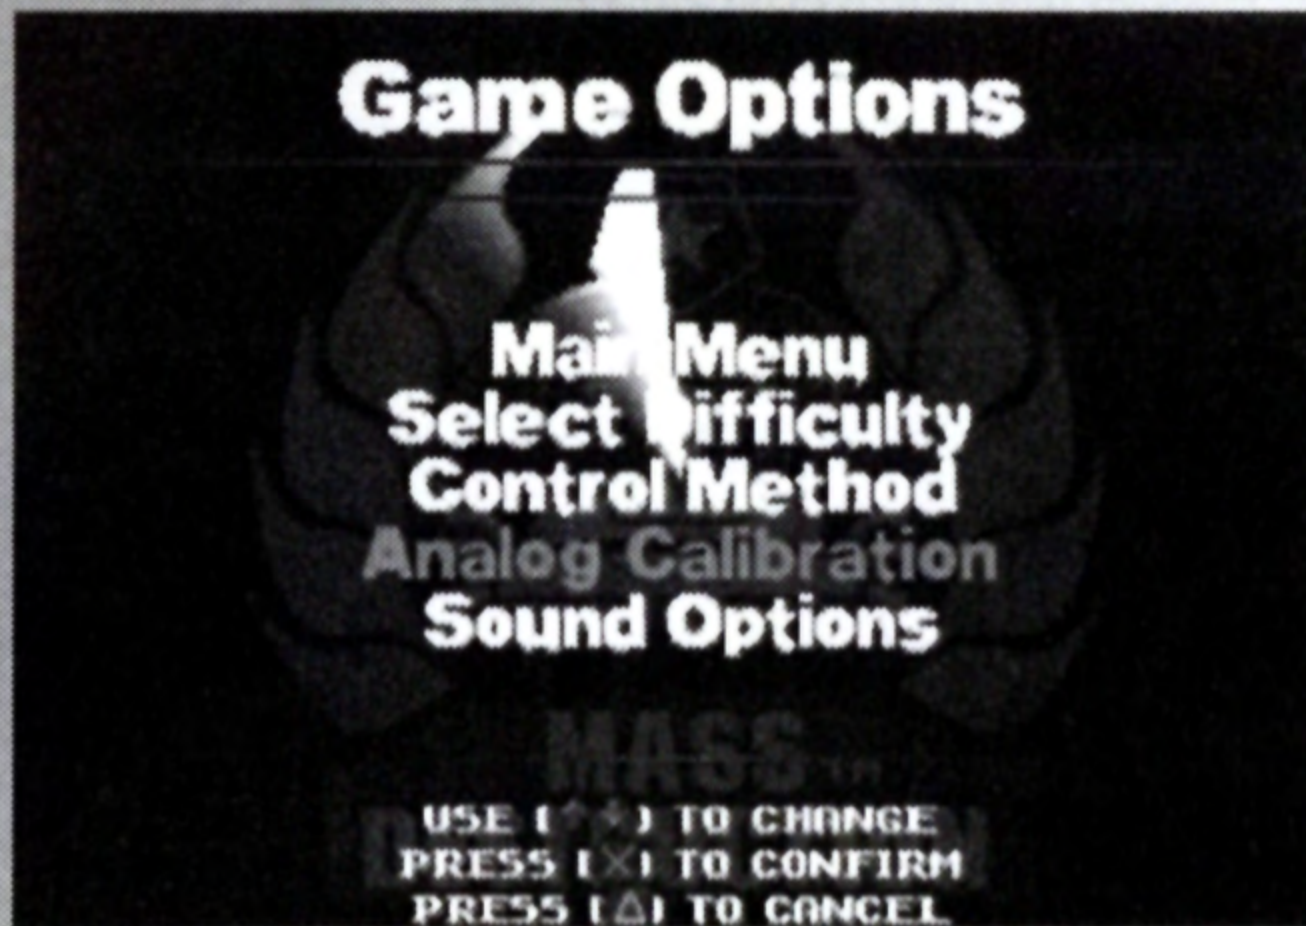 Game Options
Main Menu
Select Difficulty
Control Method
Analog Calibration
Sound Options
MASS
USE [↑↓] TO CHANGE
PRESS [X] TO CONFIRM
PRESS [△] TO CANCEL